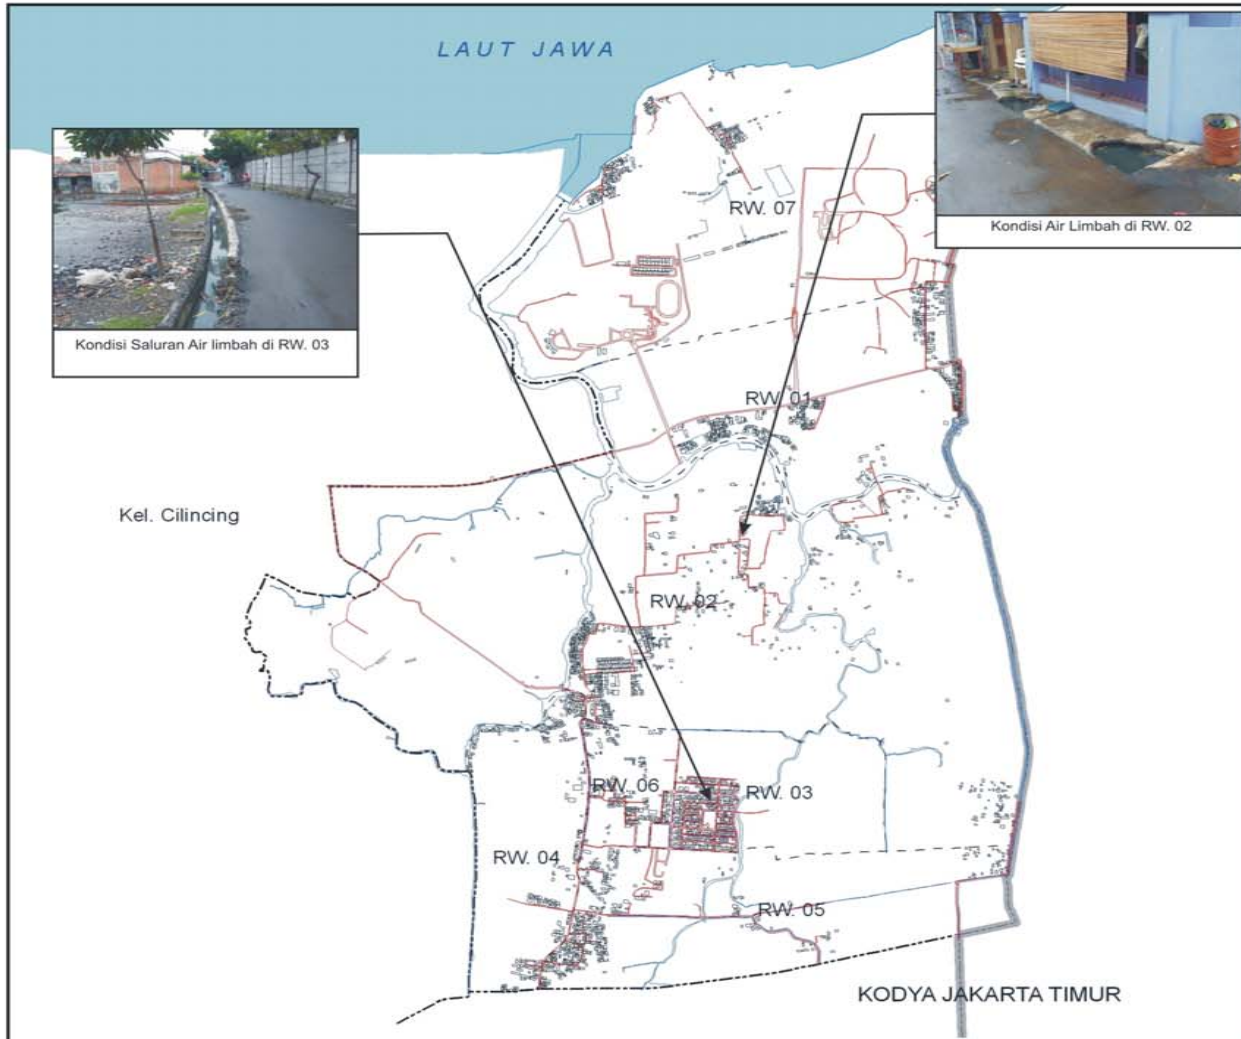 LAUT JAWA
Kondisi Air Limbah di RW. 02
RW. 07
Kondisi Saluran Air limbah di RW. 03
RW. 01
Kel. Cilincing
RW. 02
RW. 06
RW. 03
RW. 04
RW. 05
KODYA JAKARTA TIMUR